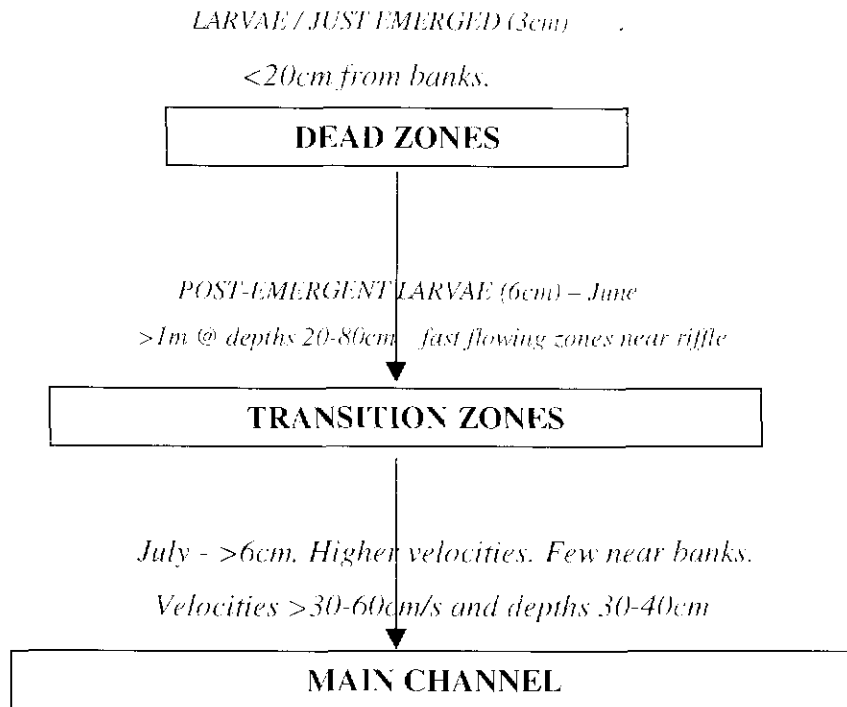 LARVAE / JUST EMERGED (3cm)
<20cm from banks.
DEAD ZONES
POST-EMERGENT LARVAE (6cm) – June
>1m @ depths 20-80cm fast flowing zones near riffle
TRANSITION ZONES
July - >6cm. Higher velocities. Few near banks.
Velocities >30-60cm/s and depths 30-40cm
MAIN CHANNEL